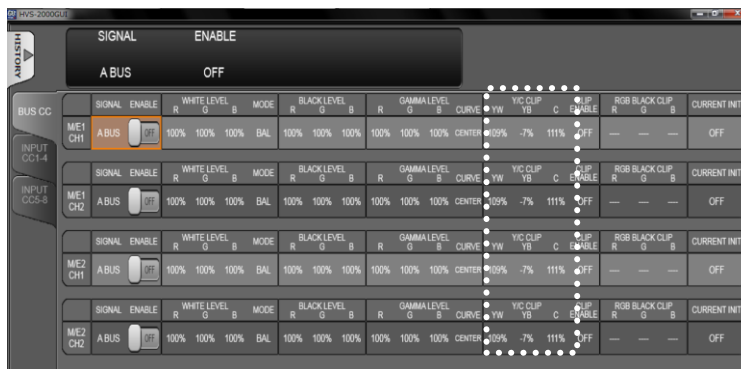 HVS-2000GUI
HISTORY
SIGNAL ENABLE
A BUS OFF
BUS CC
INPUT CC1-4
INPUT CC5-8
SIGNAL ENABLE WHITE LEVEL R G B MODE BLACK LEVEL R G B GAMMA LEVEL R G B CURVE Y/C CLIP YW YB C CLIP ENABLE RGB BLACK CLIP R G B CURRENT INIT
M/E1 CH1 A BUS OFF 100% 100% 100% BAL 100% 100% 100% 100% 100% 100% CENTER 109% -7% 111% OFF --- --- --- OFF
SIGNAL ENABLE WHITE LEVEL R G B MODE BLACK LEVEL R G B GAMMA LEVEL R G B CURVE Y/C CLIP YW YB C CLIP ENABLE RGB BLACK CLIP R G B CURRENT INIT
M/E1 CH2 A BUS OFF 100% 100% 100% BAL 100% 100% 100% 100% 100% 100% CENTER 109% -7% 111% OFF --- --- --- OFF
SIGNAL ENABLE WHITE LEVEL R G B MODE BLACK LEVEL R G B GAMMA LEVEL R G B CURVE Y/C CLIP YW YB C CLIP ENABLE RGB BLACK CLIP R G B CURRENT INIT
M/E2 CH1 A BUS OFF 100% 100% 100% BAL 100% 100% 100% 100% 100% 100% CENTER 109% -7% 111% OFF --- --- --- OFF
SIGNAL ENABLE WHITE LEVEL R G B MODE BLACK LEVEL R G B GAMMA LEVEL R G B CURVE Y/C CLIP YW YB C CLIP ENABLE RGB BLACK CLIP R G B CURRENT INIT
M/E2 CH2 A BUS OFF 100% 100% 100% BAL 100% 100% 100% 100% 100% 100% CENTER 109% -7% 111% OFF --- --- --- OFF